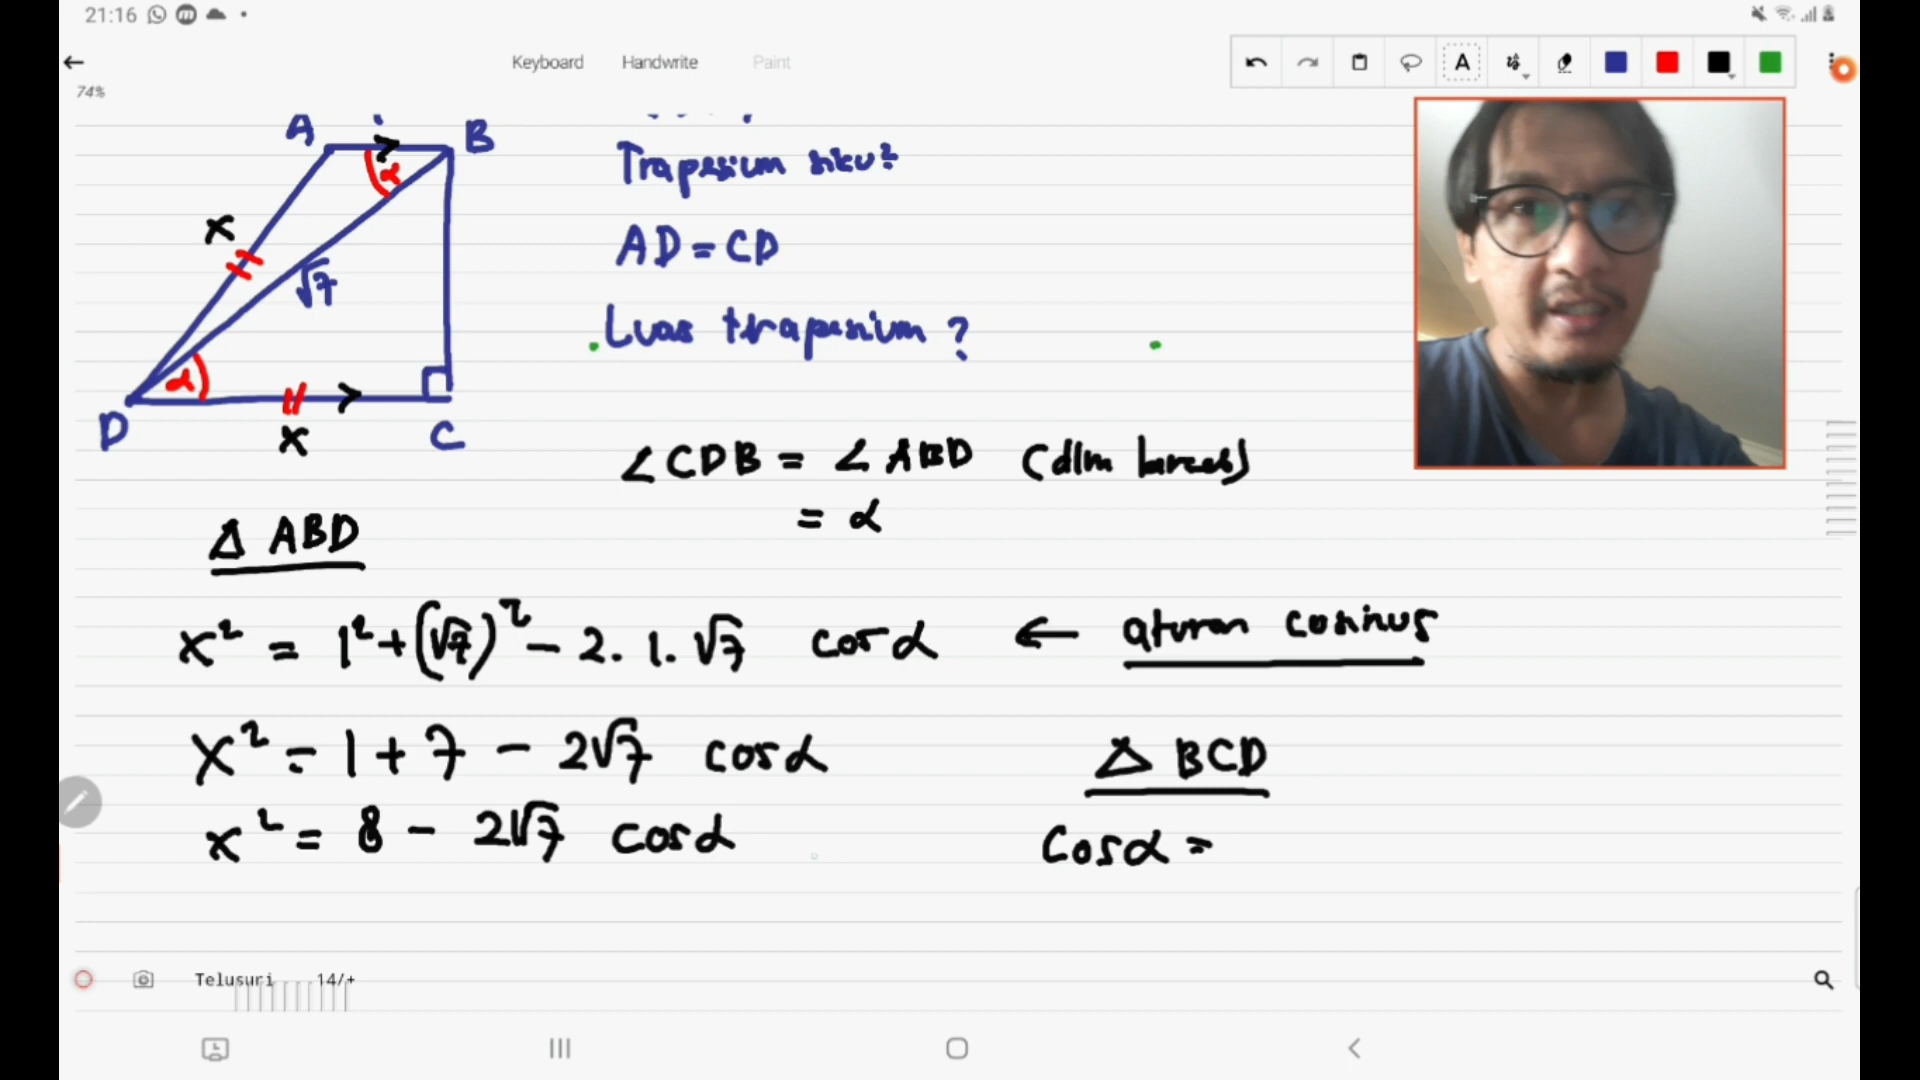 21:16
Keyboard Handwrite Paint
A
74%
A B
Trapesium siku²
α
x
AD = CD
√7
Luas trapesium ?
α
D x C
∠CDB = ∠ABD (dlm
= α
Δ ABD
x² = 1² + (√7)² - 2. 1. √7 cos α ← aturan cosinus
x² = 1 + 7 - 2√7 cos α
Δ BCD
x² = 8 - 2√7 cos α
Cos α =
Telusuri 14/+